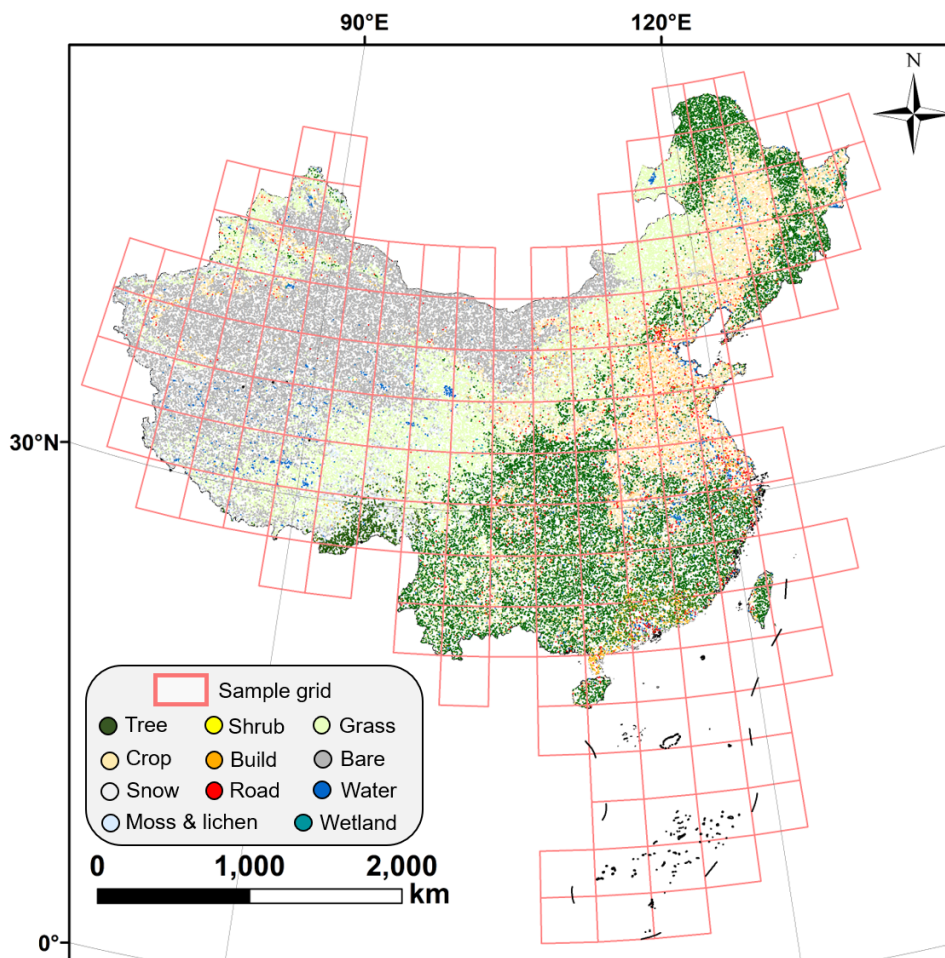 90°E 120°E
N
30°N
Sample grid
Tree Shrub Grass
Crop Build Bare
Snow Road Water
Moss & lichen Wetland
0 1,000 2,000
km
0°